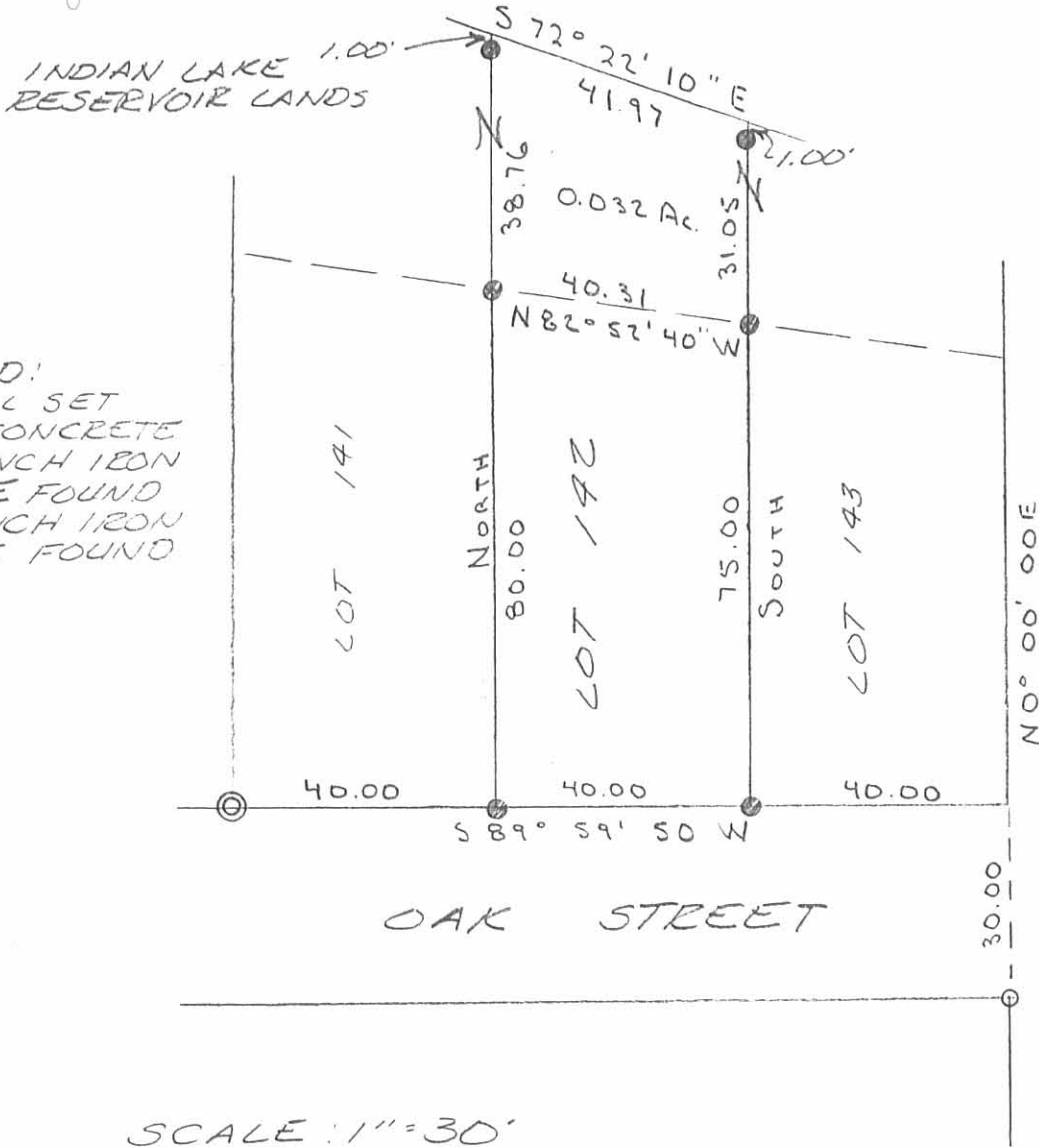 S 72° 22' 10" E
41.97
1.00'
INDIAN LAKE
RESERVOIR LANDS
1.00'
N
38.76
0.032 Ac.
31.05
N
40.31
N 82° 52' 40" W
D:
L SET
CONCRETE
NCH IRON
E FOUND
NCH IRON
E FOUND
LOT 141
NORTH
80.00
LOT 142
75.00
SOUTH
LOT 143
N 0° 00' 00 E
40.00
40.00
40.00
S 89° 59' 50 W
OAK STREET
30.00
SCALE : 1" = 30'